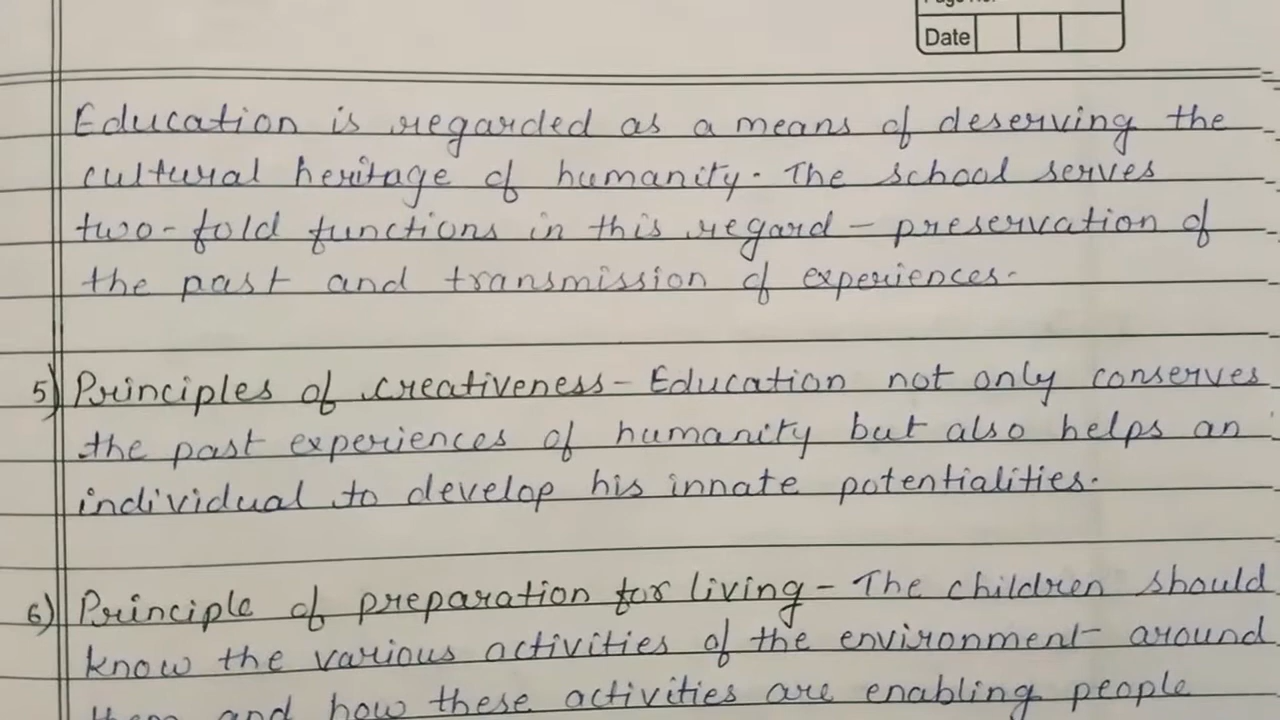 Date
Education is regarded as a means of deserving the
cultural heritage of humanity. The school serves
two-fold functions in this regard - preservation of
the past and transmission of experiences.
5) Principles of creativeness - Education not only conserves
the past experiences of humanity but also helps an
individual to develop his innate potentialities.
6) Principle of preparation for living - The children should
know the various activities of the environment around
and how these activities are enabling people